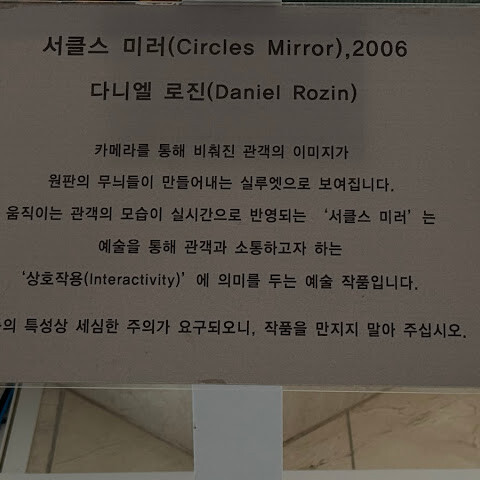 서클스 미러(Circles Mirror),2006
다니엘 로진(Daniel Rozin)
카메라를 통해 비춰진 관객의 이미지가
원판의 무늬들이 만들어내는 실루엣으로 보여집니다.
움직이는 관객의 모습이 실시간으로 반영되는 ‘서클스 미러’는
예술을 통해 관객과 소통하고자 하는
‘상호작용(Interactivity)’에 의미를 두는 예술 작품입니다.
특성상 세심한 주의가 요구되오니, 작품을 만지지 말아 주십시오.